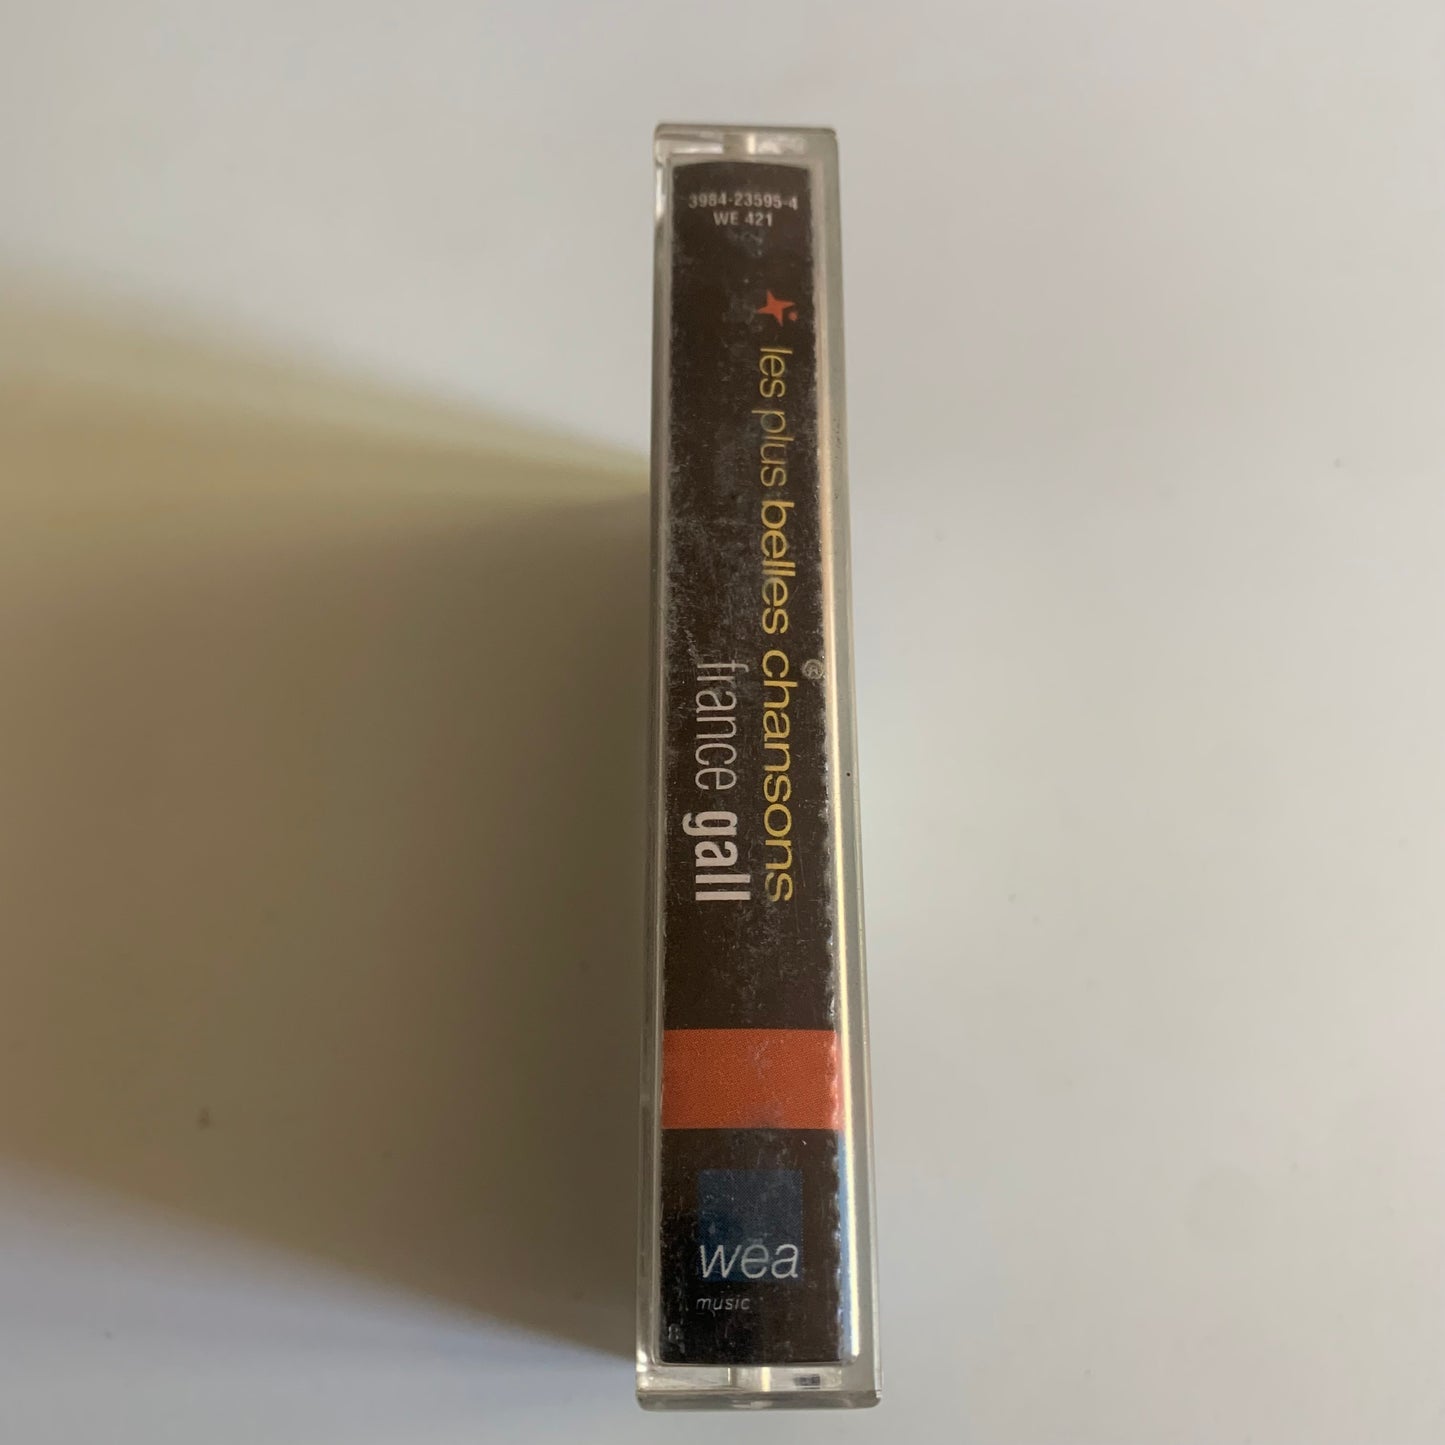 3984-23595-4
WE 421
les plus belles chansons
®
france gall
wea
music